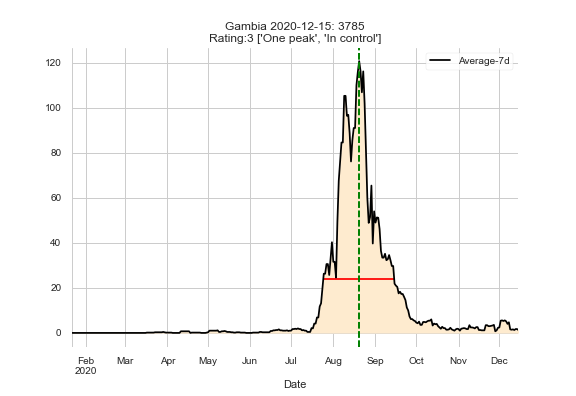 Gambia 2020-12-15: 3785
Rating:3 ['One peak', 'In control']
Average-7d
120
100
80
60
40
20
0
Feb Mar Apr May Jun Jul Aug Sep Oct Nov Dec
2020
Date